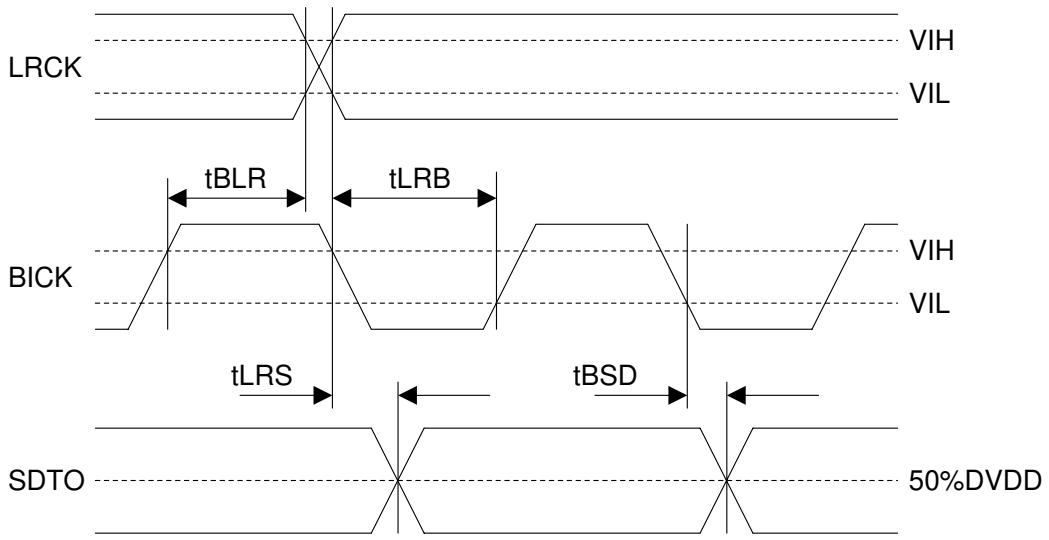 VIH
LRCK
VIL
tBLR
tLRB
VIH
BICK
VIL
tLRS
tBSD
SDTO
50%DVDD